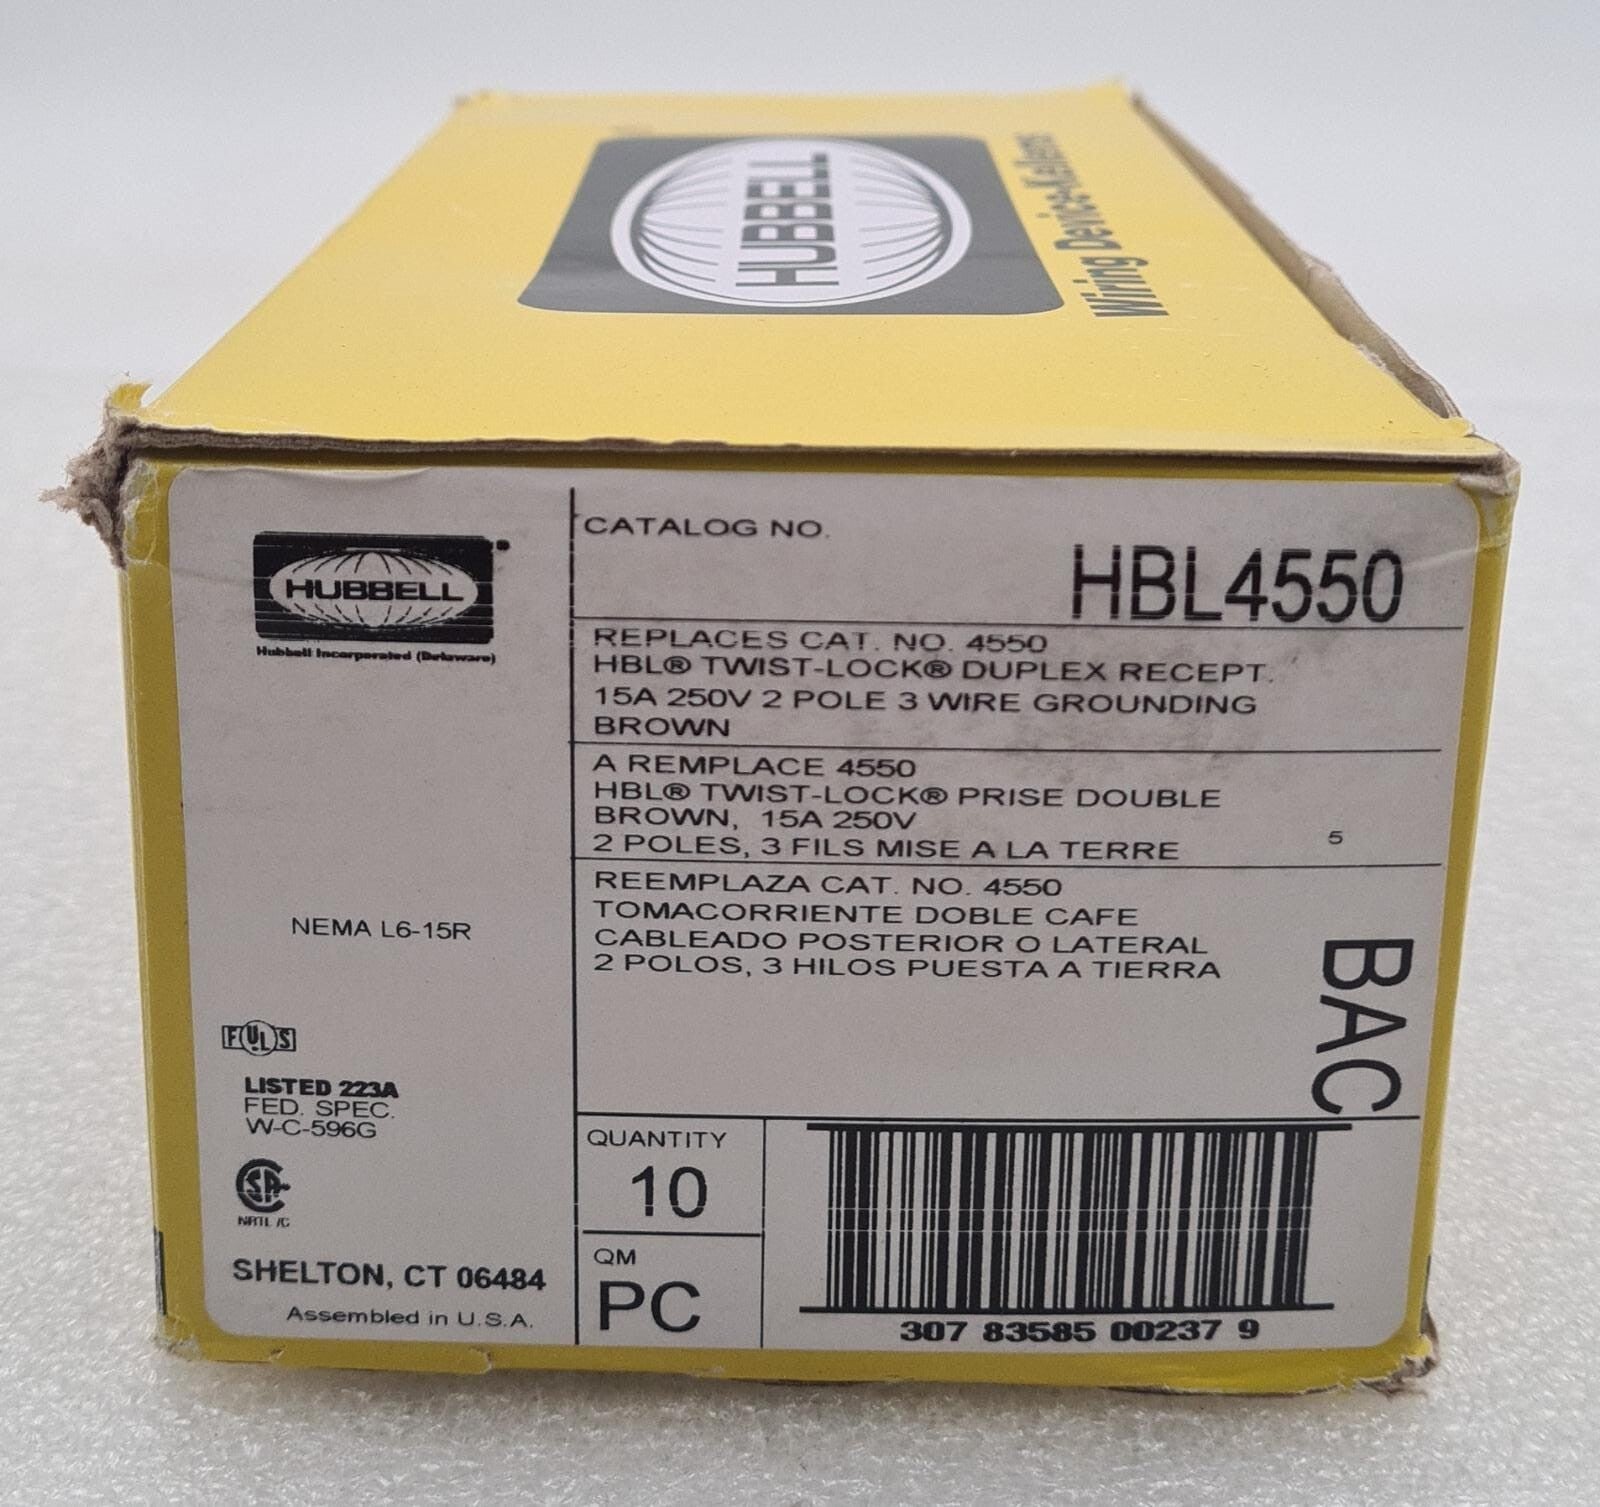 HUBBELL
Wiring Device-Kellems
HUBBELL
Hubbell Incorporated (Delaware)
NEMA L6-15R
F UL S
LISTED 223A
FED. SPEC.
W-C-596G
SA
NRTL /C
SHELTON, CT 06484
Assembled in U.S.A.
CATALOG NO.
HBL4550
REPLACES CAT. NO. 4550
HBL® TWIST-LOCK® DUPLEX RECEPT.
15A 250V 2 POLE 3 WIRE GROUNDING
BROWN
A REMPLACE 4550
HBL® TWIST-LOCK® PRISE DOUBLE
BROWN, 15A 250V
2 POLES, 3 FILS MISE A LA TERRE
5
REEMPLAZA CAT. NO. 4550
TOMACORRIENTE DOBLE CAFE
CABLEADO POSTERIOR O LATERAL
2 POLOS, 3 HILOS PUESTA A TIERRA
BAC
QUANTITY
10
QM
PC
307 83585 00237 9